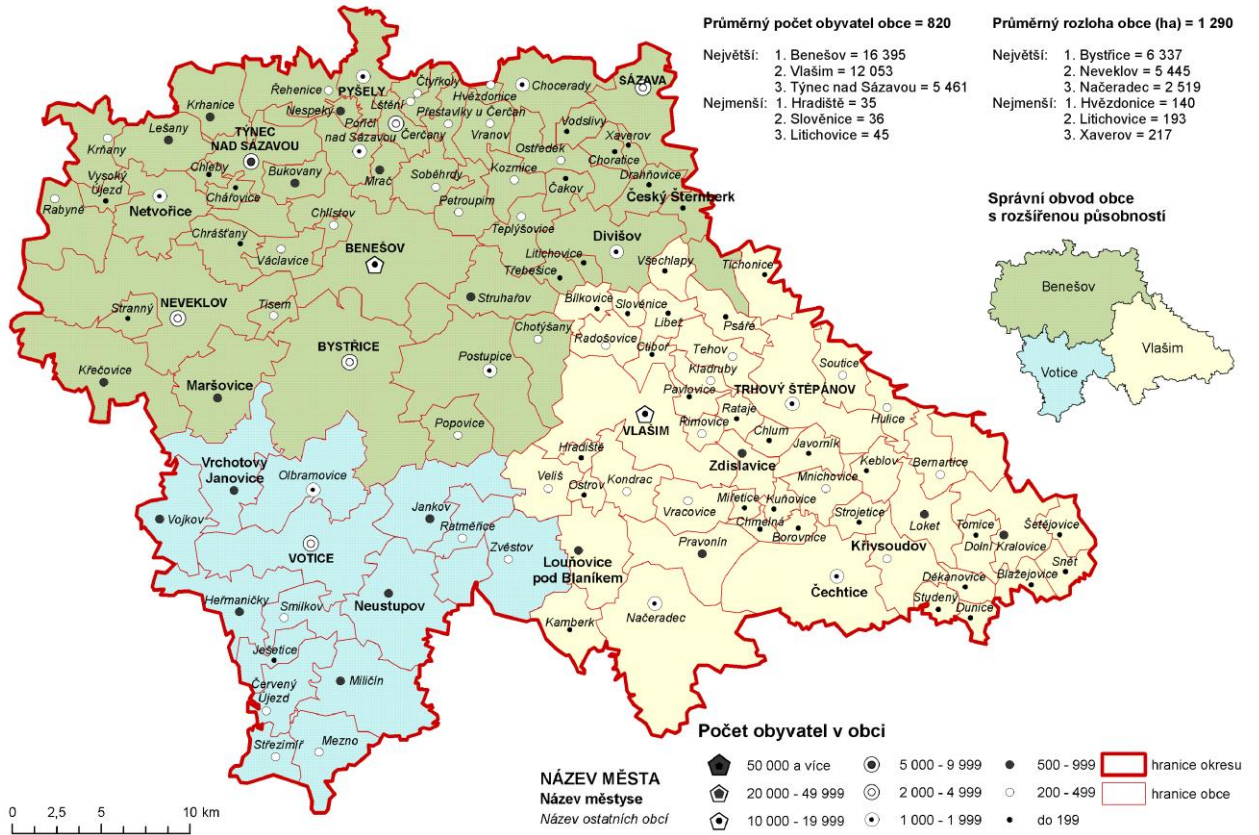 Průměrný počet obyvatel obce = 820
Největší: 1. Benešov = 16 395
2. Vlašim = 12 053
3. Týnec nad Sázavou = 5 461
Nejmenší: 1. Hradiště = 35
2. Slověnice = 36
3. Litichovice = 45
Průměrný rozloha obce (ha) = 1 290
Největší: 1. Bystřice = 6 337
2. Neveklov = 5 445
3. Načeradec = 2 519
Nejmenší: 1. Hvězdonice = 140
2. Litichovice = 193
3. Xaverov = 217
Správní obvod obce
s rozšířenou působností
Benešov
Vlašim
Votice
Řehenice
PYŠELY
Čtyřkoly
Hvězdonice
Chocerady
SÁZAVA
Nespeky
Lštění
Přestavlky u Čerčan
Krhanice
Poříčí
nad Sázavou
Čerčany
Vranov
Vodslivy
Xaverov
Lešany
TÝNEC
NAD SÁZAVOU
Ostředek
Choratice
Krňany
Chleby
Bukovany
Mrač
Soběhrdy
Kozmice
Drahňovice
Vysoký
Újezd
Chářovice
Čakov
Český Šternberk
Rabyně
Netvořice
Chlístov
Petroupim
Teplýšovice
Divišov
Chrášťany
Václavice
BENEŠOV
Litichovice
Všechlapy
Tichonice
Třebešice
Stranný
NEVEKLOV
Tisem
Struhařov
Bílkovice
Slověnice
Libež
Psáře
Chotýšany
Radošovice
Ctiboř
Tehov
BYSTŘICE
Postupice
Kladruby
Soutice
Křečovice
Maršovice
Pavlovice
TRHOVÝ ŠTĚPÁNOV
Popovice
VLAŠIM
Řimovice
Rataje
Hulice
Chlum
Hradiště
Zdislavice
Javorník
Vrchotovy
Janovice
Olbramovice
Veliš
Ostrov
Kondrac
Mnichovice
Keblov
Bernartice
Vojkov
Jankov
Ratměřice
Vracovice
Miřetice
Kuňovice
Strojetice
Loket
Tomice
Šetějovice
VOTICE
Zvěstov
Chmelná
Borovnice
Louňovice
pod Blaníkem
Pravonín
Křivsoudov
Dolní Kralovice
Snět
Heřmaničky
Smilkov
Neustupov
Čechtice
Děkanovice
Blažejovice
Studený
Dunice
Načeradec
Kamberk
Ješetice
Červený
Újezd
Miličín
Střezimíř
Mezno
Počet obyvatel v obci
NÁZEV MĚSTA
Název městyse
Název ostatních obcí
50 000 a více
20 000 - 49 999
10 000 - 19 999
5 000 - 9 999
2 000 - 4 999
1 000 - 1 999
500 - 999
200 - 499
do 199
hranice okresu
hranice obce
0 2,5 5 10 km